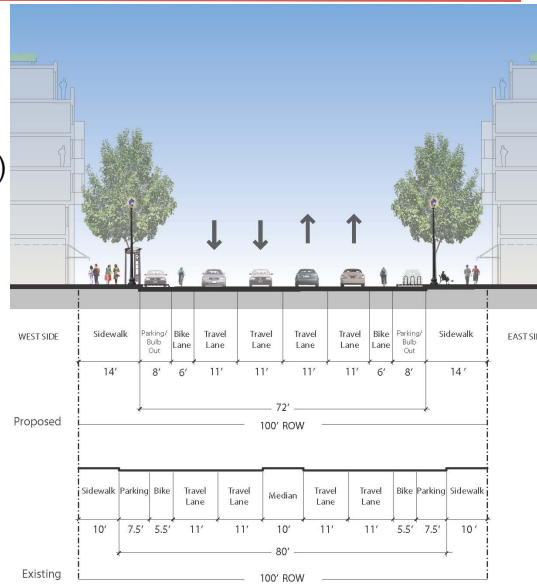 )
WEST SIDE
Sidewalk
Parking/
Bulb
Out
Bike
Lane
Travel
Lane
Travel
Lane
Travel
Lane
Travel
Lane
Bike
Lane
Parking/
Bulb
Out
Sidewalk
EAST SI
14' 8' 6' 11' 11' 11' 11' 6' 8' 14'
72'
Proposed
100' ROW
Sidewalk
Parking
Bike
Travel
Lane
Travel
Lane
Median
Travel
Lane
Travel
Lane
Bike
Parking
Sidewalk
10' 7.5' 5.5' 11' 11' 10' 11' 11' 5.5' 7.5' 10'
80'
Existing
100' ROW